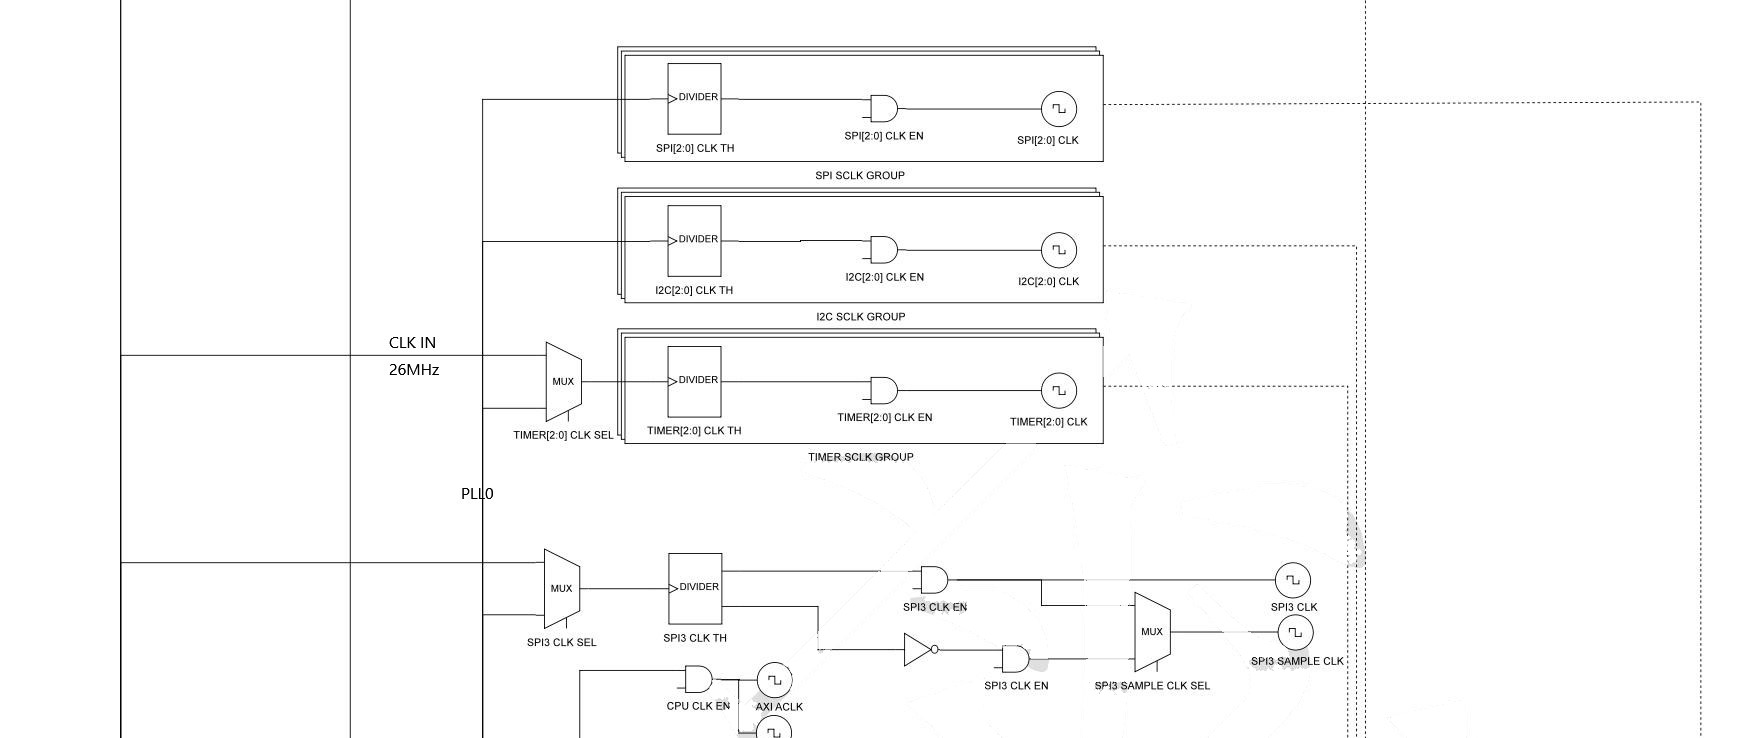 DIVIDER
SPI[2:0] CLK TH
SPI[2:0] CLK EN
SPI[2:0] CLK
SPI SCLK GROUP
DIVIDER
I2C[2:0] CLK TH
I2C[2:0] CLK EN
I2C[2:0] CLK
I2C SCLK GROUP
CLK IN
26MHz
MUX
TIMER[2:0] CLK SEL
DIVIDER
TIMER[2:0] CLK TH
TIMER[2:0] CLK EN
TIMER[2:0] CLK
TIMER SCLK GROUP
PLL0
MUX
SPI3 CLK SEL
DIVIDER
SPI3 CLK TH
SPI3 CLK EN
SPI3 CLK
MUX
SPI3 SAMPLE CLK
SPI3 CLK EN
SPI3 SAMPLE CLK SEL
CPU CLK EN
AXI ACLK